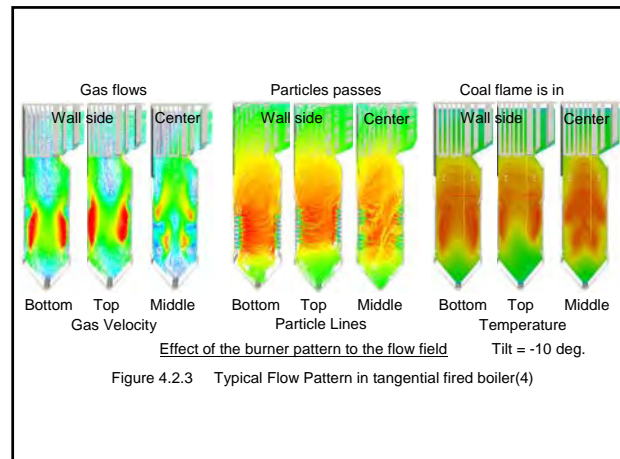 Gas flows Particles passes Coal flame is in
Wall side Center Wall side Center Wall side Center
Bottom Top Middle Bottom Top Middle Bottom Top Middle
Gas Velocity Particle Lines Temperature
Effect of the burner pattern to the flow field Tilt = -10 deg.
Figure 4.2.3 Typical Flow Pattern in tangential fired boiler(4)